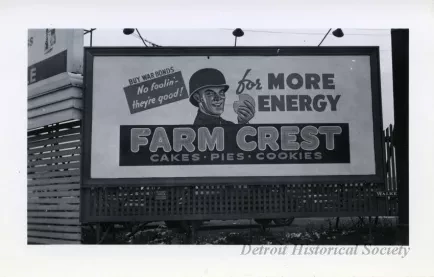 BUY WAR BONDS
No foolin'-
they're good!
for MORE
ENERGY
FARM CREST
CAKES · PIES · COOKIES
Detroit Historical Society